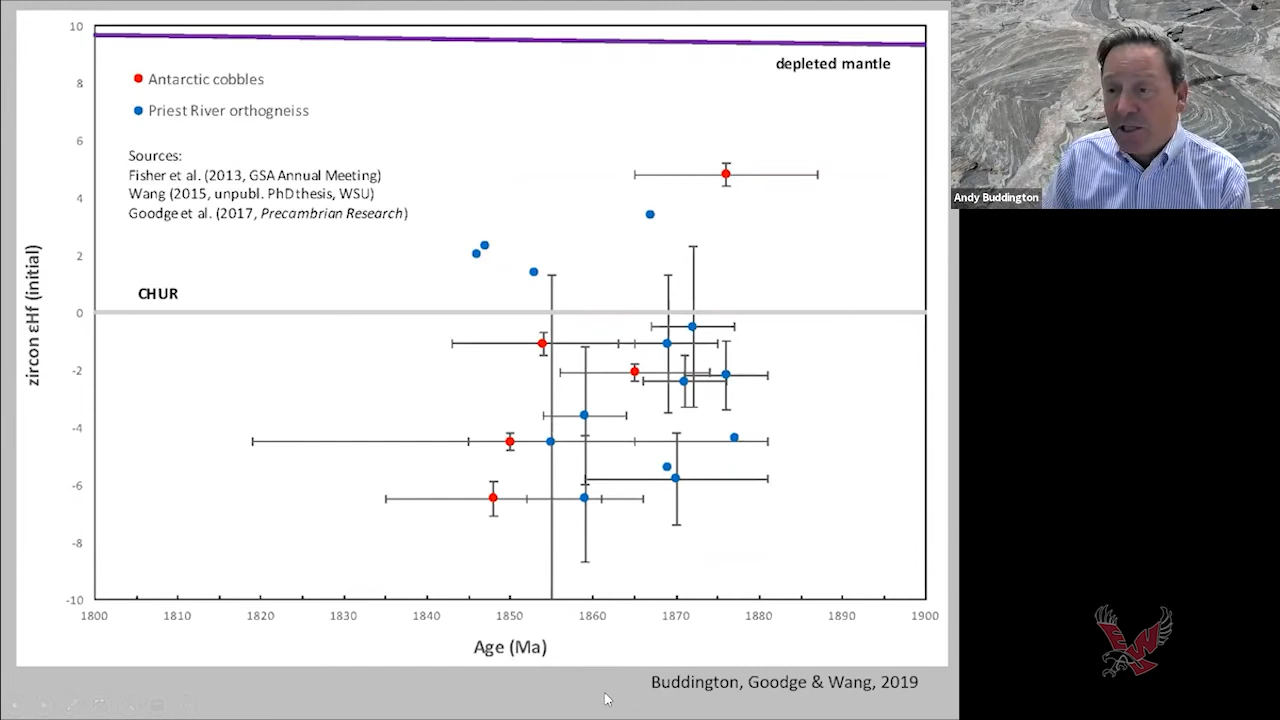 10
8
6
4
2
0
-2
-4
-6
-8
-10
zircon εHf (initial)
depleted mantle
Antarctic cobbles
Priest River orthogneiss
Sources:
Fisher et al. (2013, GSA Annual Meeting)
Wang (2015, unpubl. PhD thesis, WSU)
Goodge et al. (2017, Precambrian Research)
CHUR
1800 1810 1820 1830 1840 1850 1860 1870 1880 1890 1900
Age (Ma)
Buddington, Goodge & Wang, 2019
Andy Buddington
EWU